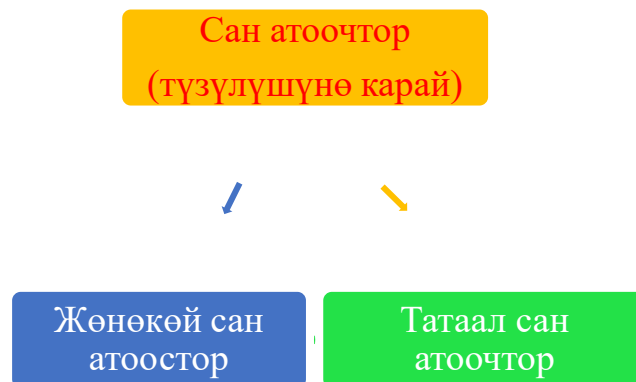 Сан атоочтор
(түзүлүшүнө карай)
Жөнөкөй сан
атоостор
Татаал сан
атоочтор